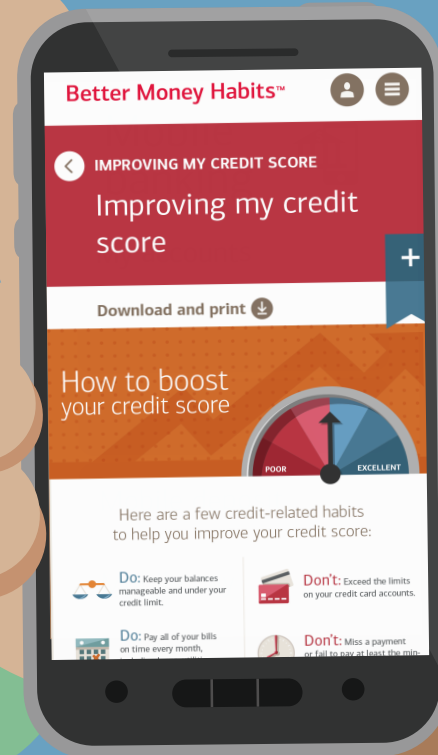 Better Money Habits™
IMPROVING MY CREDIT SCORE
Improving my credit
score
+
Download and print
How to boost
your credit score
POOR
EXCELLENT
Here are a few credit-related habits
to help you improve your credit score:
Do: Keep your balances
manageable and under your
credit limit.
Don't: Exceed the limits
on your credit card accounts.
Do: Pay all of your bills
on time every month,
Don't: Miss a payment
or fail to pay at least the min-